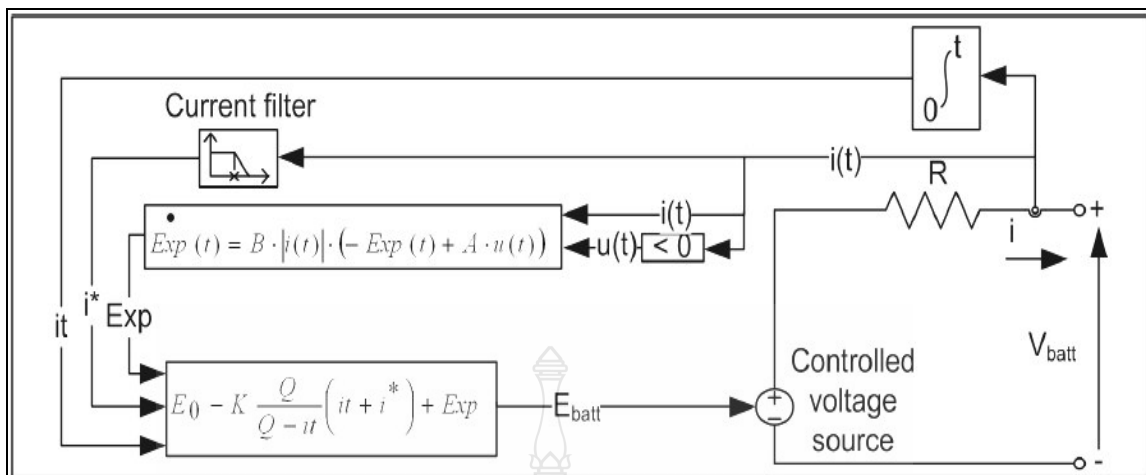 t
∫
0
Current filter
i(t)
R
i(t)
u(t)
< 0
i
+
Exp (t) = B · |i(t)| · (− Exp (t) + A · u(t))
it
i*
Exp
V_batt
Controlled
voltage
source
+
−
E_0 − K Q / (Q − it) (it + i*) + Exp
E_batt
-